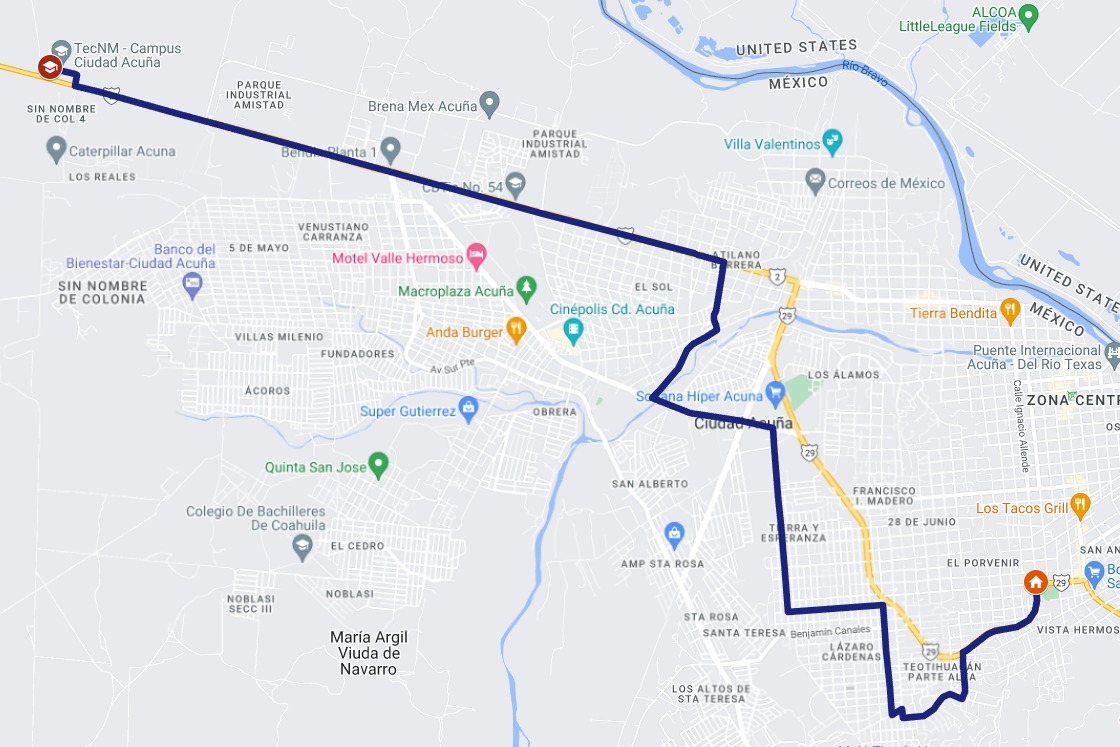 ALCOA
LittleLeague Fields
UNITED STATES
Río Bravo
MÉXICO
TecNM - Campus
Ciudad Acuña
PARQUE
INDUSTRIAL
AMISTAD
SIN NOMBRE
DE COL 4
Brena Mex Acuña
PARQUE
INDUSTRIAL
AMISTAD
Villa Valentinos
Caterpillar Acuna
LOS REALES
Planta 1
No. 54
Correos de México
VENUSTIANO
CARRANZA
5 DE MAYO
Banco del
Bienestar-Ciudad Acuña
Motel Valle Hermoso
ATILANO
BARRERA
2
UNITED STATES
MÉXICO
SIN NOMBRE
DE COLONIA
Macroplaza Acuña
EL SOL
Cinépolis Cd. Acuña
29
Tierra Bendita
Anda Burger
VILLAS MILENIO
FUNDADORES
Av Sur Pte
Puente Internacional
Acuña - Del Rio Texas
LOS ÁLAMOS
ÁCOROS
Soriana Híper Acuna
Calle Ignacio Allende
ZONA CENTR
Super Gutierrez
OBRERA
Ciudad Acuña
OS
29
Quinta San Jose
SAN ALBERTO
FRANCISCO
I. MADERO
Colegio De Bachilleres
De Coahuila
28 DE JUNIO
Los Tacos Grill
TIERRA Y
ESPERANZA
EL CEDRO
AMP STA ROSA
EL PORVENIR
SAN AN
Bo
Sa
29
NOBLASI
SECC III
NOBLASI
STA ROSA
SANTA TERESA
Benjamin Canales
VISTA HERMOS
María Argil
Viuda de
Navarro
LÁZARO
CÁRDENAS
29
TEOTIHUACÁN
PARTE ALTA
LOS ALTOS DE
STA TERESA